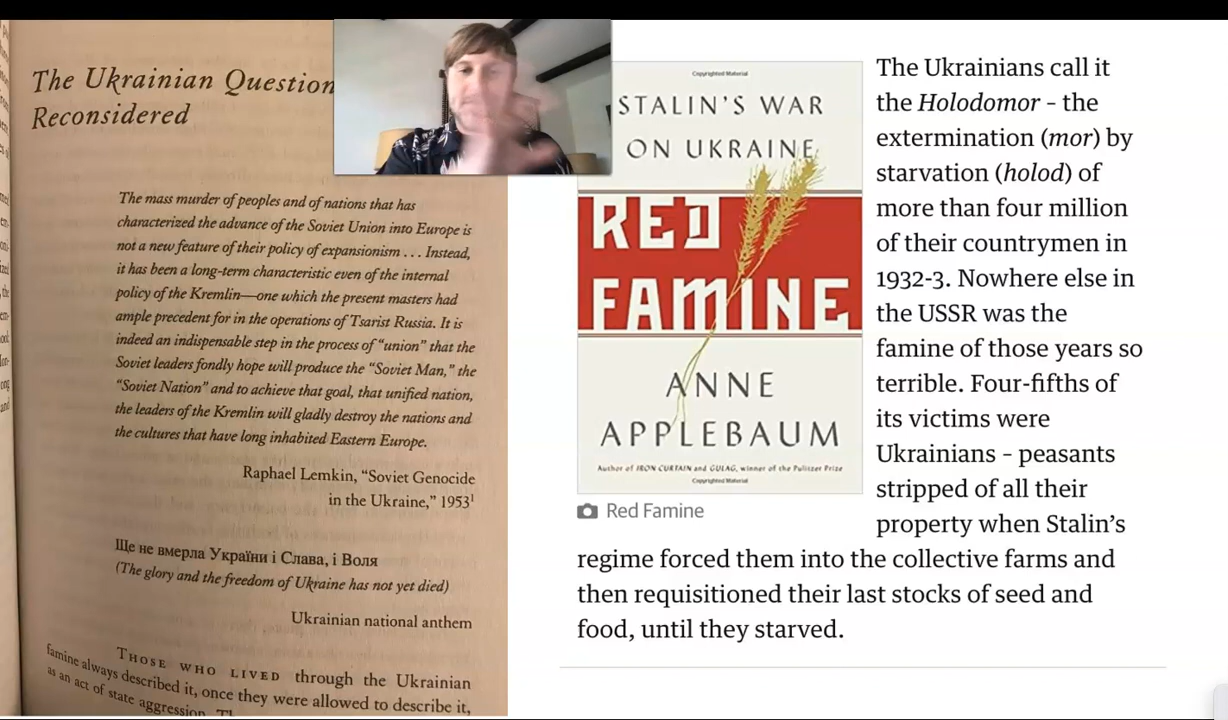 The Ukrainian Question
Reconsidered
The mass murder of peoples and of nations that has
characterized the advance of the Soviet Union into Europe is
not a new feature of their policy of expansionism . . . Instead,
it has been a long-term characteristic even of the internal
policy of the Kremlin—one which the present masters had
ample precedent for in the operations of Tsarist Russia. It is
indeed an indispensable step in the process of “union” that the
Soviet leaders fondly hope will produce the “Soviet Man,” the
“Soviet Nation” and to achieve that goal, that unified nation,
the leaders of the Kremlin will gladly destroy the nations and
the cultures that have long inhabited Eastern Europe.
Raphael Lemkin, “Soviet Genocide
in the Ukraine,” 1953¹
Ще не вмерла України і Слава, і Воля
(The glory and the freedom of Ukraine has not yet died)
Ukrainian national anthem
THOSE WHO LIVED through the Ukrainian
famine always described it, once they were allowed to describe it,
as an act of state aggression.
Copyrighted Material
STALIN'S WAR
ON UKRAINE
RED
FAMINE
ANNE
APPLEBAUM
Author of IRON CURTAIN and GULAG, winner of the Pulitzer Prize
Copyrighted Material
Red Famine
The Ukrainians call it
the Holodomor – the
extermination (mor) by
starvation (holod) of
more than four million
of their countrymen in
1932-3. Nowhere else in
the USSR was the
famine of those years so
terrible. Four-fifths of
its victims were
Ukrainians – peasants
stripped of all their
property when Stalin’s
regime forced them into the collective farms and
then requisitioned their last stocks of seed and
food, until they starved.